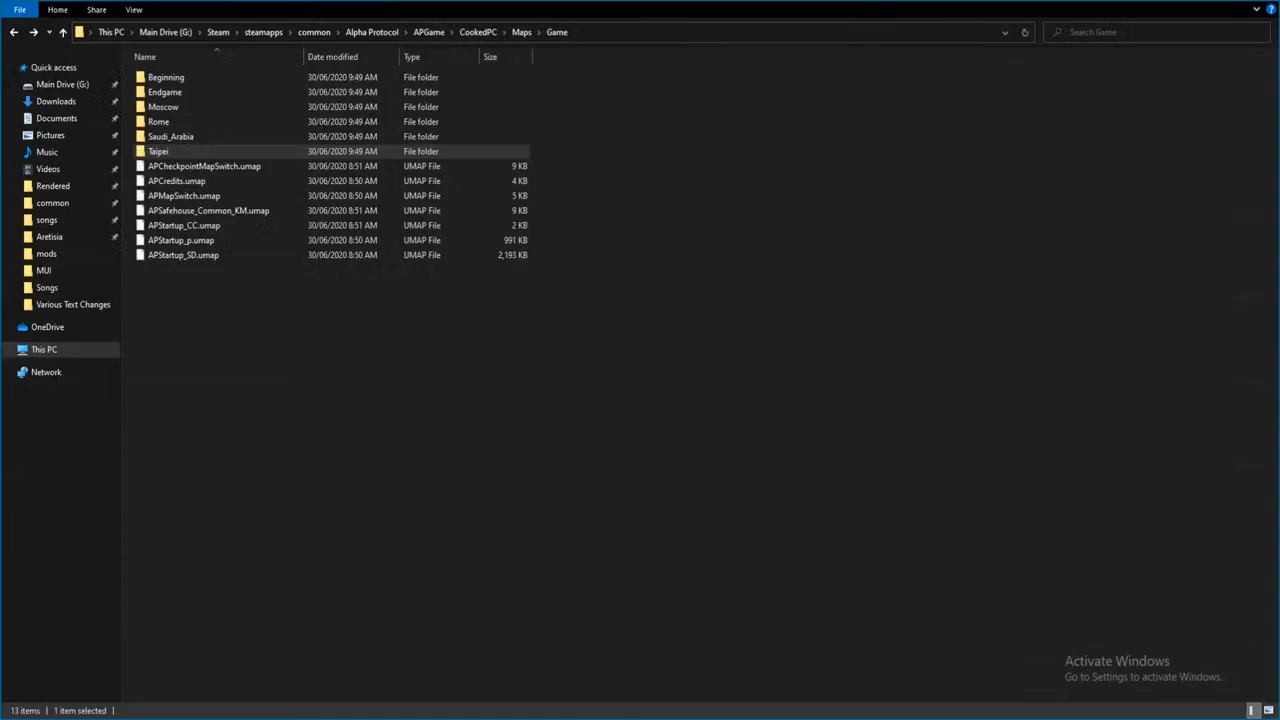 File Home Share View
This PC Main Drive (G:) Steam steamapps common Alpha Protocol APGame CookedPC Maps Game Search Game
Name Date modified Type Size
Quick access
Main Drive (G:)
Downloads
Documents
Pictures
Music
Videos
Rendered
common
songs
Aretisia
mods
MUI
Songs
Various Text Changes
OneDrive
This PC
Network
Beginning 30/06/2020 9:49 AM File folder
Endgame 30/06/2020 9:49 AM File folder
Moscow 30/06/2020 9:49 AM File folder
Rome 30/06/2020 9:49 AM File folder
Saudi_Arabia 30/06/2020 9:49 AM File folder
Taipei 30/06/2020 9:49 AM File folder
APCheckpointMapSwitch.umap 30/06/2020 8:51 AM UMAP File 9 KB
APCredits.umap 30/06/2020 8:50 AM UMAP File 4 KB
APMapSwitch.umap 30/06/2020 8:50 AM UMAP File 5 KB
APSafehouse_Common_KM.umap 30/06/2020 8:51 AM UMAP File 9 KB
APStartup_CC.umap 30/06/2020 8:51 AM UMAP File 2 KB
APStartup_p.umap 30/06/2020 8:50 AM UMAP File 991 KB
APStartup_SD.umap 30/06/2020 8:50 AM UMAP File 2,193 KB
Activate Windows
Go to Settings to activate Windows.
13 items 1 item selected